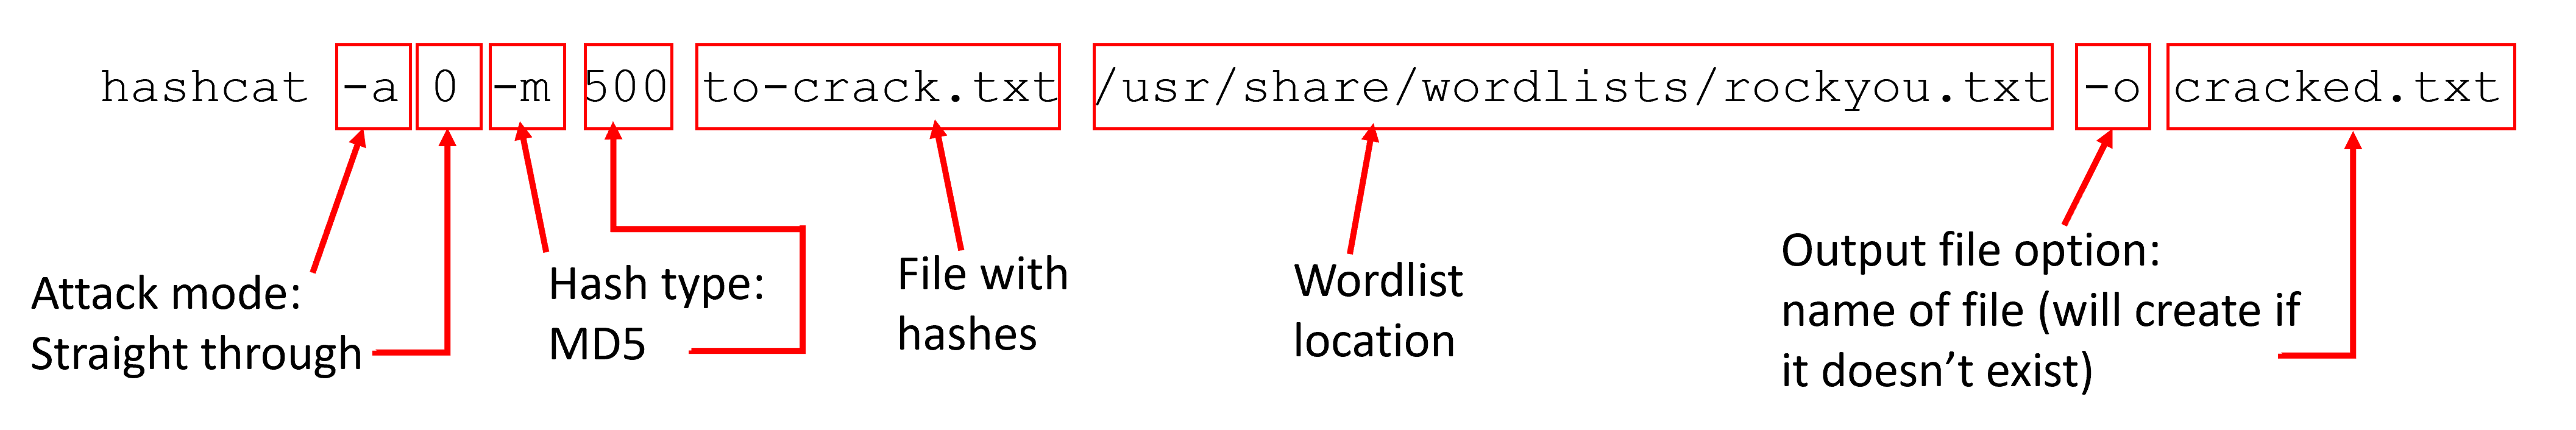 hashcat -a 0 -m 500 to-crack.txt /usr/share/wordlists/rockyou.txt -o cracked.txt
Attack mode:
Straight through
Hash type:
MD5
File with
hashes
Wordlist
location
Output file option:
name of file (will create if
it doesn’t exist)